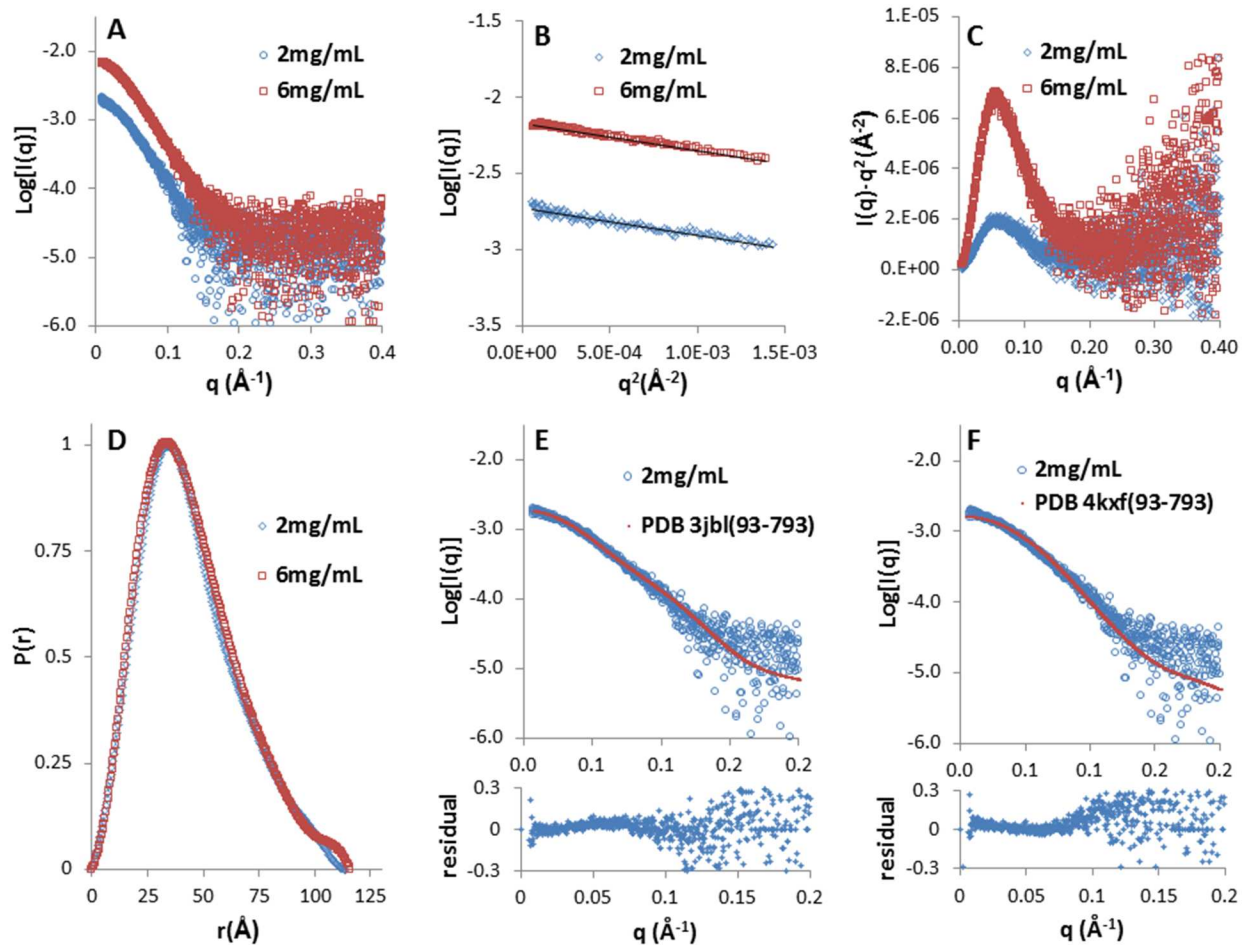 A
2mg/mL
6mg/mL
-2.0
-3.0
-4.0
-5.0
-6.0
Log[I(q)]
0 0.1 0.2 0.3 0.4
q (Å-1)
B
2mg/mL
6mg/mL
-1.5
-2
-2.5
-3
-3.5
Log[I(q)]
0.0E+00 5.0E-04 1.0E-03 1.5E-03
q2(Å-2)
C
2mg/mL
6mg/mL
1.E-05
8.E-06
6.E-06
4.E-06
2.E-06
0.E+00
-2.E-06
I(q)·q2(Å-2)
0.00 0.10 0.20 0.30 0.40
q (Å-1)
D
2mg/mL
6mg/mL
1
0.75
0.5
0.25
0
P(r)
0 25 50 75 100 125
r(Å)
E
2mg/mL
PDB 3jbl(93-793)
-2.0
-3.0
-4.0
-5.0
-6.0
Log[I(q)]
0.0 0.1 0.1 0.2 0.2
0.3
0
-0.3
residual
0.00 0.05 0.10 0.15 0.20
q (Å-1)
F
2mg/mL
PDB 4kxf(93-793)
-2.0
-3.0
-4.0
-5.0
-6.0
Log[I(q)]
0.0 0.1 0.1 0.2 0.2
0.3
0
-0.3
residual
0 0.05 0.1 0.15 0.2
q (Å-1)